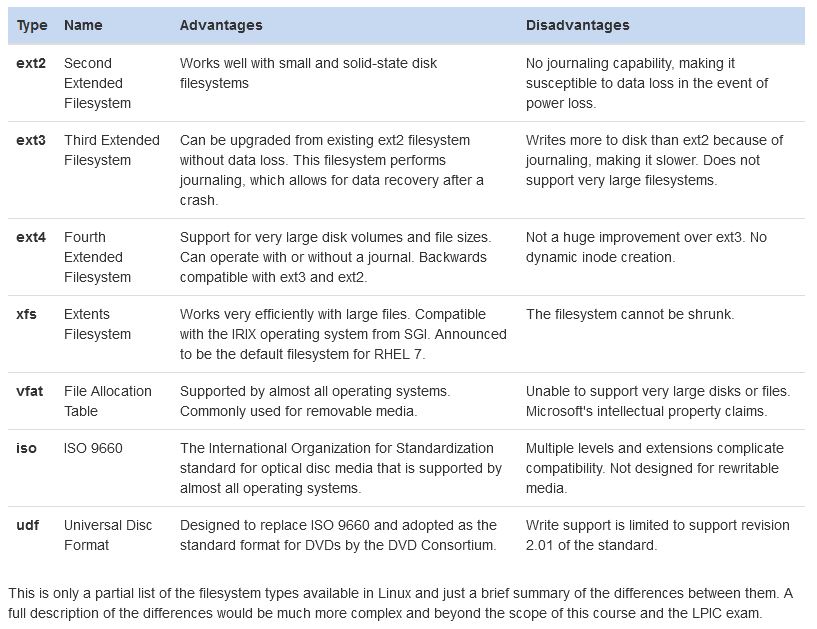 Type Name Advantages Disadvantages
ext2 Second Works well with small and solid-state disk No journaling capability, making it
Extended filesystems susceptible to data loss in the event of
Filesystem power loss.
ext3 Third Extended Can be upgraded from existing ext2 filesystem Writes more to disk than ext2 because of
Filesystem without data loss. This filesystem performs journaling, making it slower. Does not
journaling, which allows for data recovery after a support very large filesystems.
crash.
ext4 Fourth Support for very large disk volumes and file sizes. Not a huge improvement over ext3. No
Extended Can operate with or without a journal. Backwards dynamic inode creation.
Filesystem compatible with ext3 and ext2.
xfs Extents Works very efficiently with large files. Compatible The filesystem cannot be shrunk.
Filesystem with the IRIX operating system from SGI. Announced
to be the default filesystem for RHEL 7.
vfat File Allocation Supported by almost all operating systems. Unable to support very large disks or files.
Table Commonly used for removable media. Microsoft's intellectual property claims.
iso ISO 9660 The International Organization for Standardization Multiple levels and extensions complicate
standard for optical disc media that is supported by compatibility. Not designed for rewritable
almost all operating systems. media.
udf Universal Disc Designed to replace ISO 9660 and adopted as the Write support is limited to support revision
Format standard format for DVDs by the DVD Consortium. 2.01 of the standard.
This is only a partial list of the filesystem types available in Linux and just a brief summary of the differences between them. A
full description of the differences would be much more complex and beyond the scope of this course and the LPIC exam.